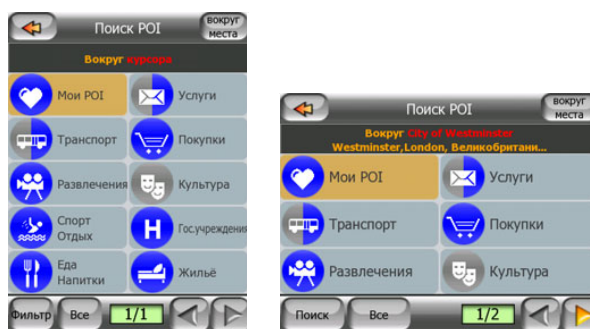 Поиск POI
вокруг
места
Вокруг курсора
Мои POI
Услуги
Транспорт
Покупки
Развлечения
Культура
Спорт
Отдых
H
Гос.учреждения
Еда
Напитки
Жильё
Фильтр
Все
1/1
Поиск POI
вокруг
места
Вокруг City of Westminster
Westminster,London, Великобритани...
Мои POI
Услуги
Транспорт
Покупки
Развлечения
Культура
Поиск
Все
1/2